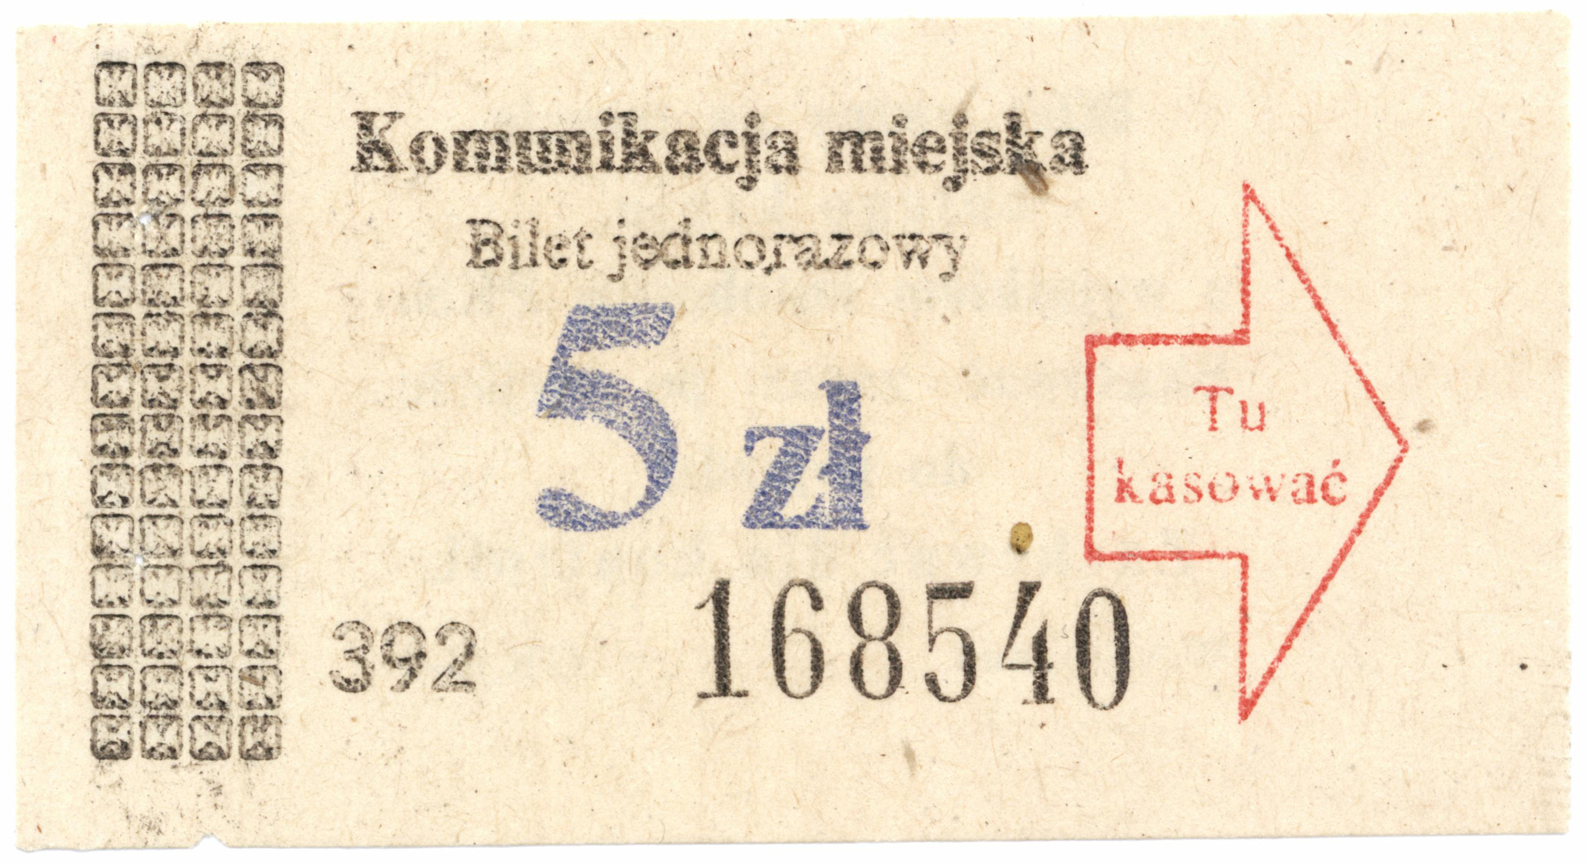 Komunikacja miejska
Bilet jednorazowy
5 zł
Tu
kasować
392
168540